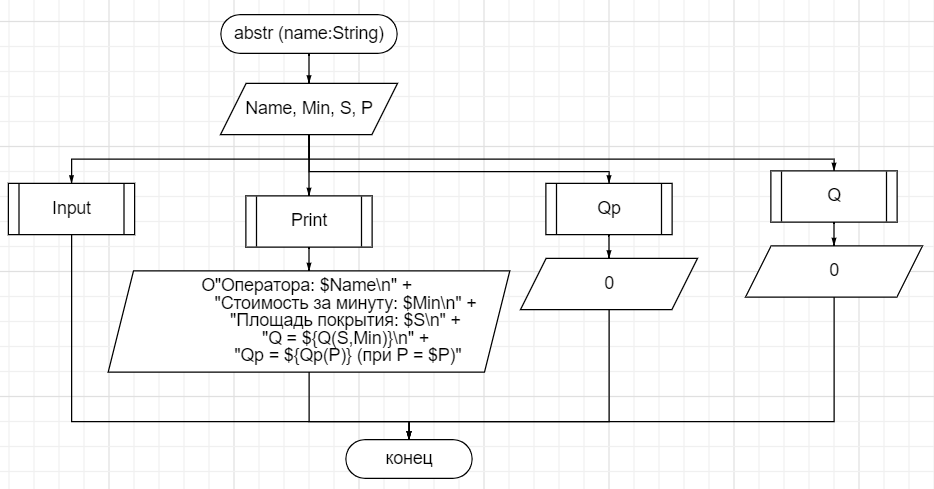 abstr (name:String)
Name, Min, S, P
Input
Print
Qp
Q
О"Оператора: $Name\n" +
"Стоимость за минуту: $Min\n" +
"Площадь покрытия: $S\n" +
"Q = ${Q(S,Min)}\n" +
"Qp = ${Qp(P)} (при P = $P)"
0
0
конец